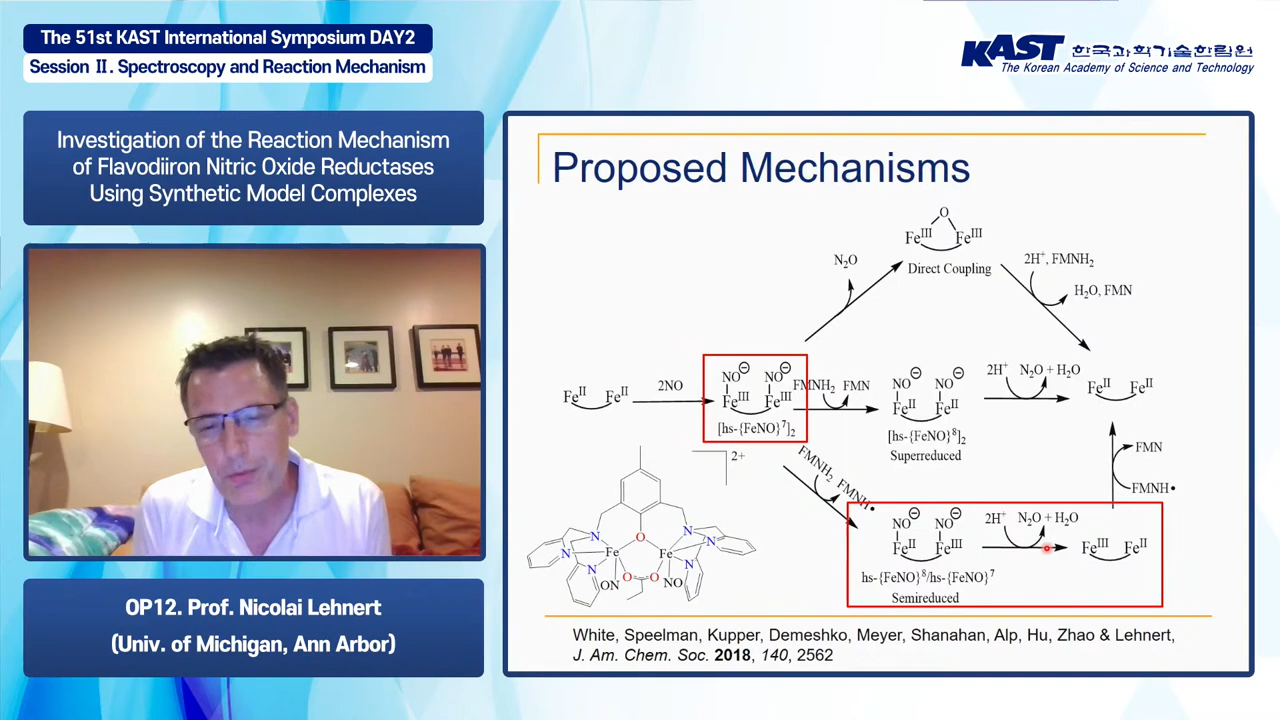 The 51st KAST International Symposium DAY2
Session Ⅱ. Spectroscopy and Reaction Mechanism
KAST 한국과학기술한림원
The Korean Academy of Science and Technology
Investigation of the Reaction Mechanism
of Flavodiiron Nitric Oxide Reductases
Using Synthetic Model Complexes
OP12. Prof. Nicolai Lehnert
(Univ. of Michigan, Ann Arbor)
Proposed Mechanisms
O
Feᴵᴵᴵ Feᴵᴵᴵ
Direct Coupling
N₂O
2H⁺, FMNH₂
H₂O, FMN
Feᴵᴵ Feᴵᴵ
2NO
NO⊖ NO⊖
Feᴵᴵᴵ Feᴵᴵᴵ
[hs-{FeNO}⁷]₂
FMNH₂ FMN
NO⊖ NO⊖
Feᴵᴵ Feᴵᴵ
[hs-{FeNO}⁸]₂
Superreduced
2H⁺ N₂O + H₂O
Feᴵᴵ Feᴵᴵ
FMNH₂ FMNH•
NO⊖ NO⊖
Feᴵᴵ Feᴵᴵᴵ
hs-{FeNO}⁸/hs-{FeNO}⁷
Semireduced
2H⁺ N₂O + H₂O
Feᴵᴵᴵ Feᴵᴵ
FMN
FMNH•
2+
N O N
N Fe Fe N
N ON O O NO N
White, Speelman, Kupper, Demeshko, Meyer, Shanahan, Alp, Hu, Zhao & Lehnert,
J. Am. Chem. Soc. 2018, 140, 2562